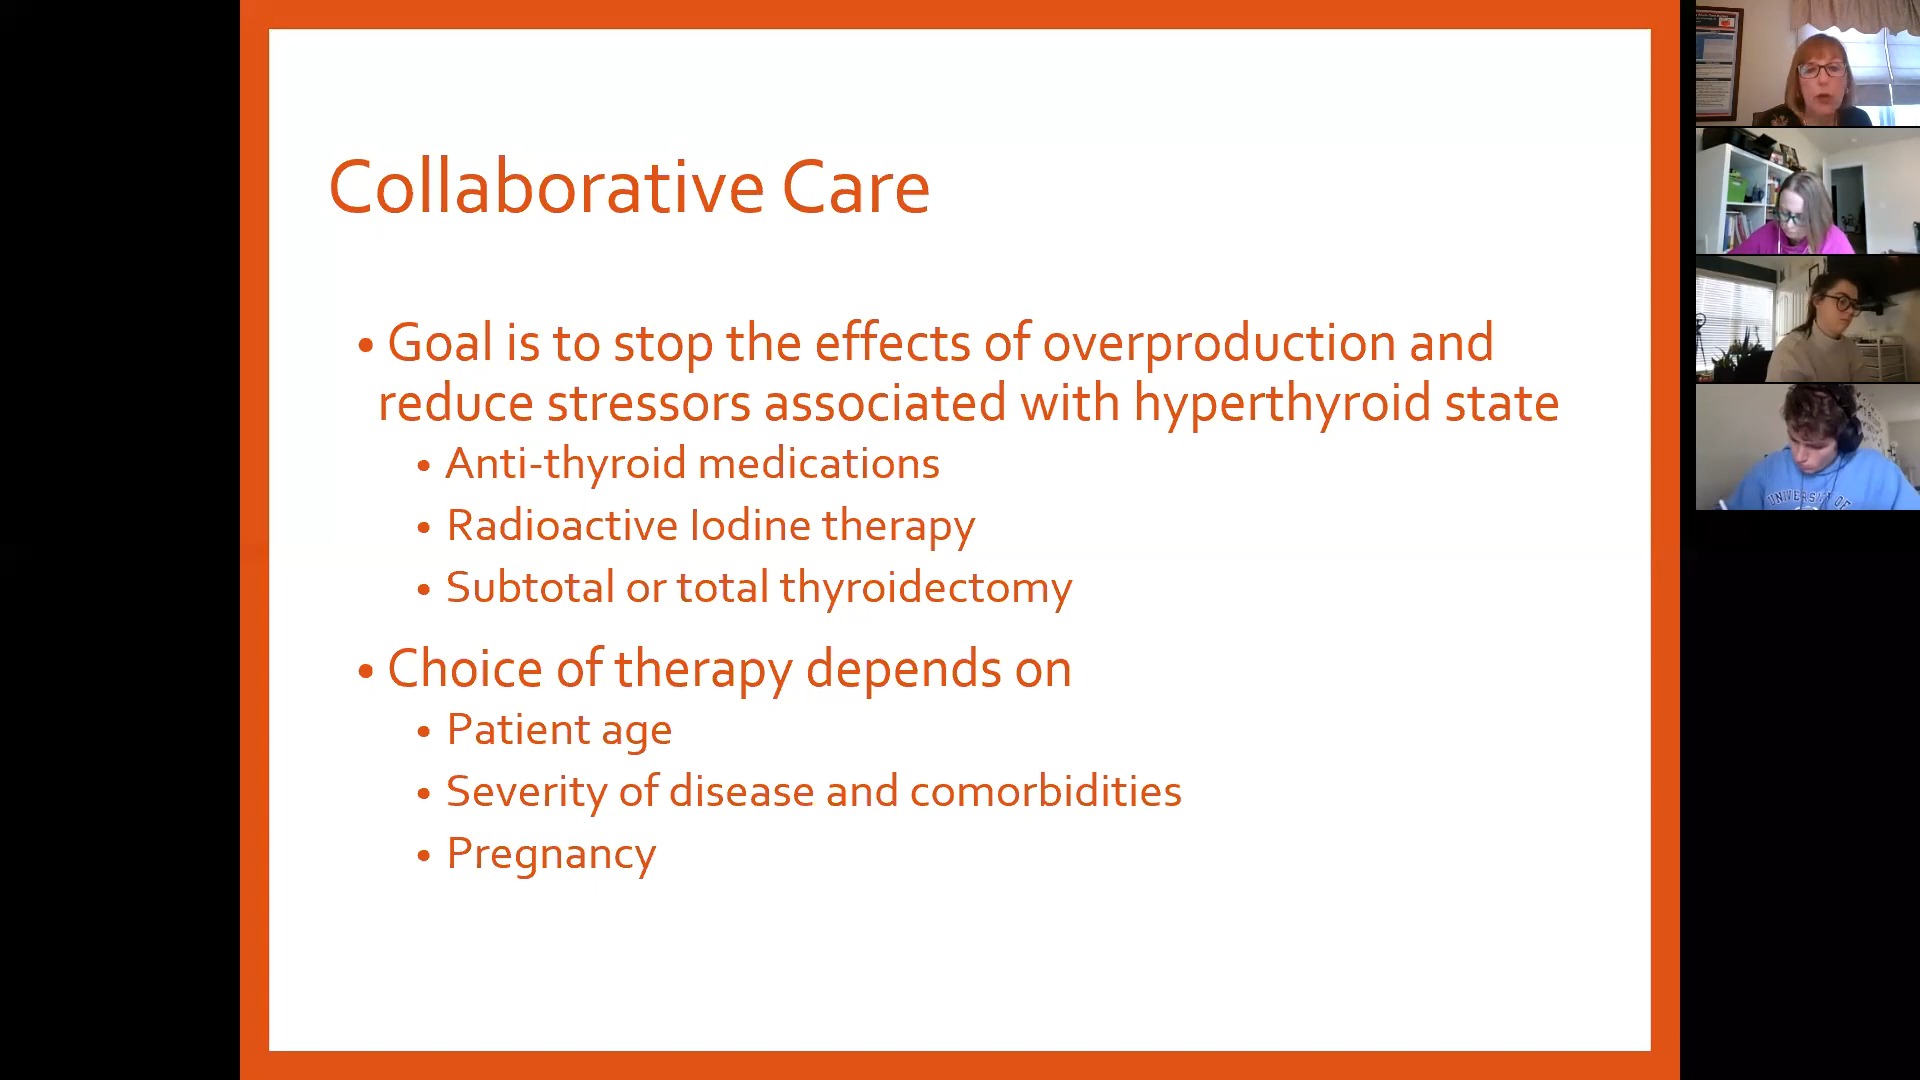 Collaborative Care
• Goal is to stop the effects of overproduction and
reduce stressors associated with hyperthyroid state
• Anti-thyroid medications
• Radioactive Iodine therapy
• Subtotal or total thyroidectomy
• Choice of therapy depends on
• Patient age
• Severity of disease and comorbidities
• Pregnancy
UNIVERSITY OF